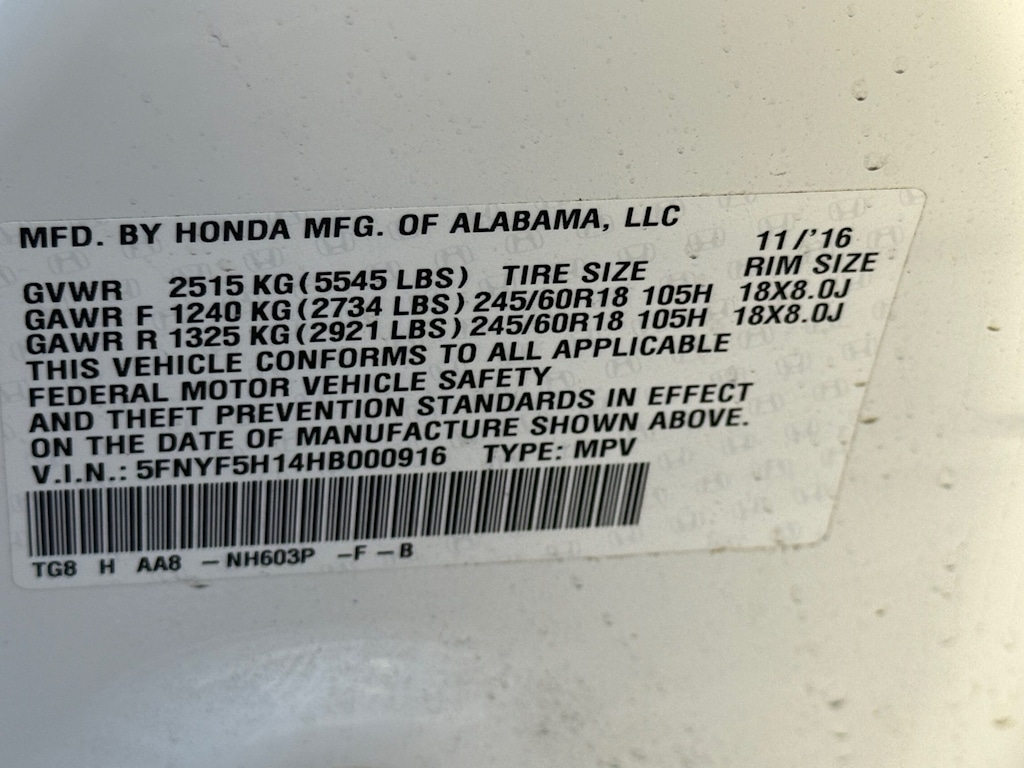 MFD. BY HONDA MFG. OF ALABAMA, LLC
11/'16
GVWR 2515 KG (5545 LBS) TIRE SIZE RIM SIZE
GAWR F 1240 KG (2734 LBS) 245/60R18 105H 18X8.0J
GAWR R 1325 KG (2921 LBS) 245/60R18 105H 18X8.0J
THIS VEHICLE CONFORMS TO ALL APPLICABLE
FEDERAL MOTOR VEHICLE SAFETY
AND THEFT PREVENTION STANDARDS IN EFFECT
ON THE DATE OF MANUFACTURE SHOWN ABOVE.
V.I.N.: 5FNYF5H14HB000916 TYPE: MPV
TG8 H AA8 – NH603P –F – B